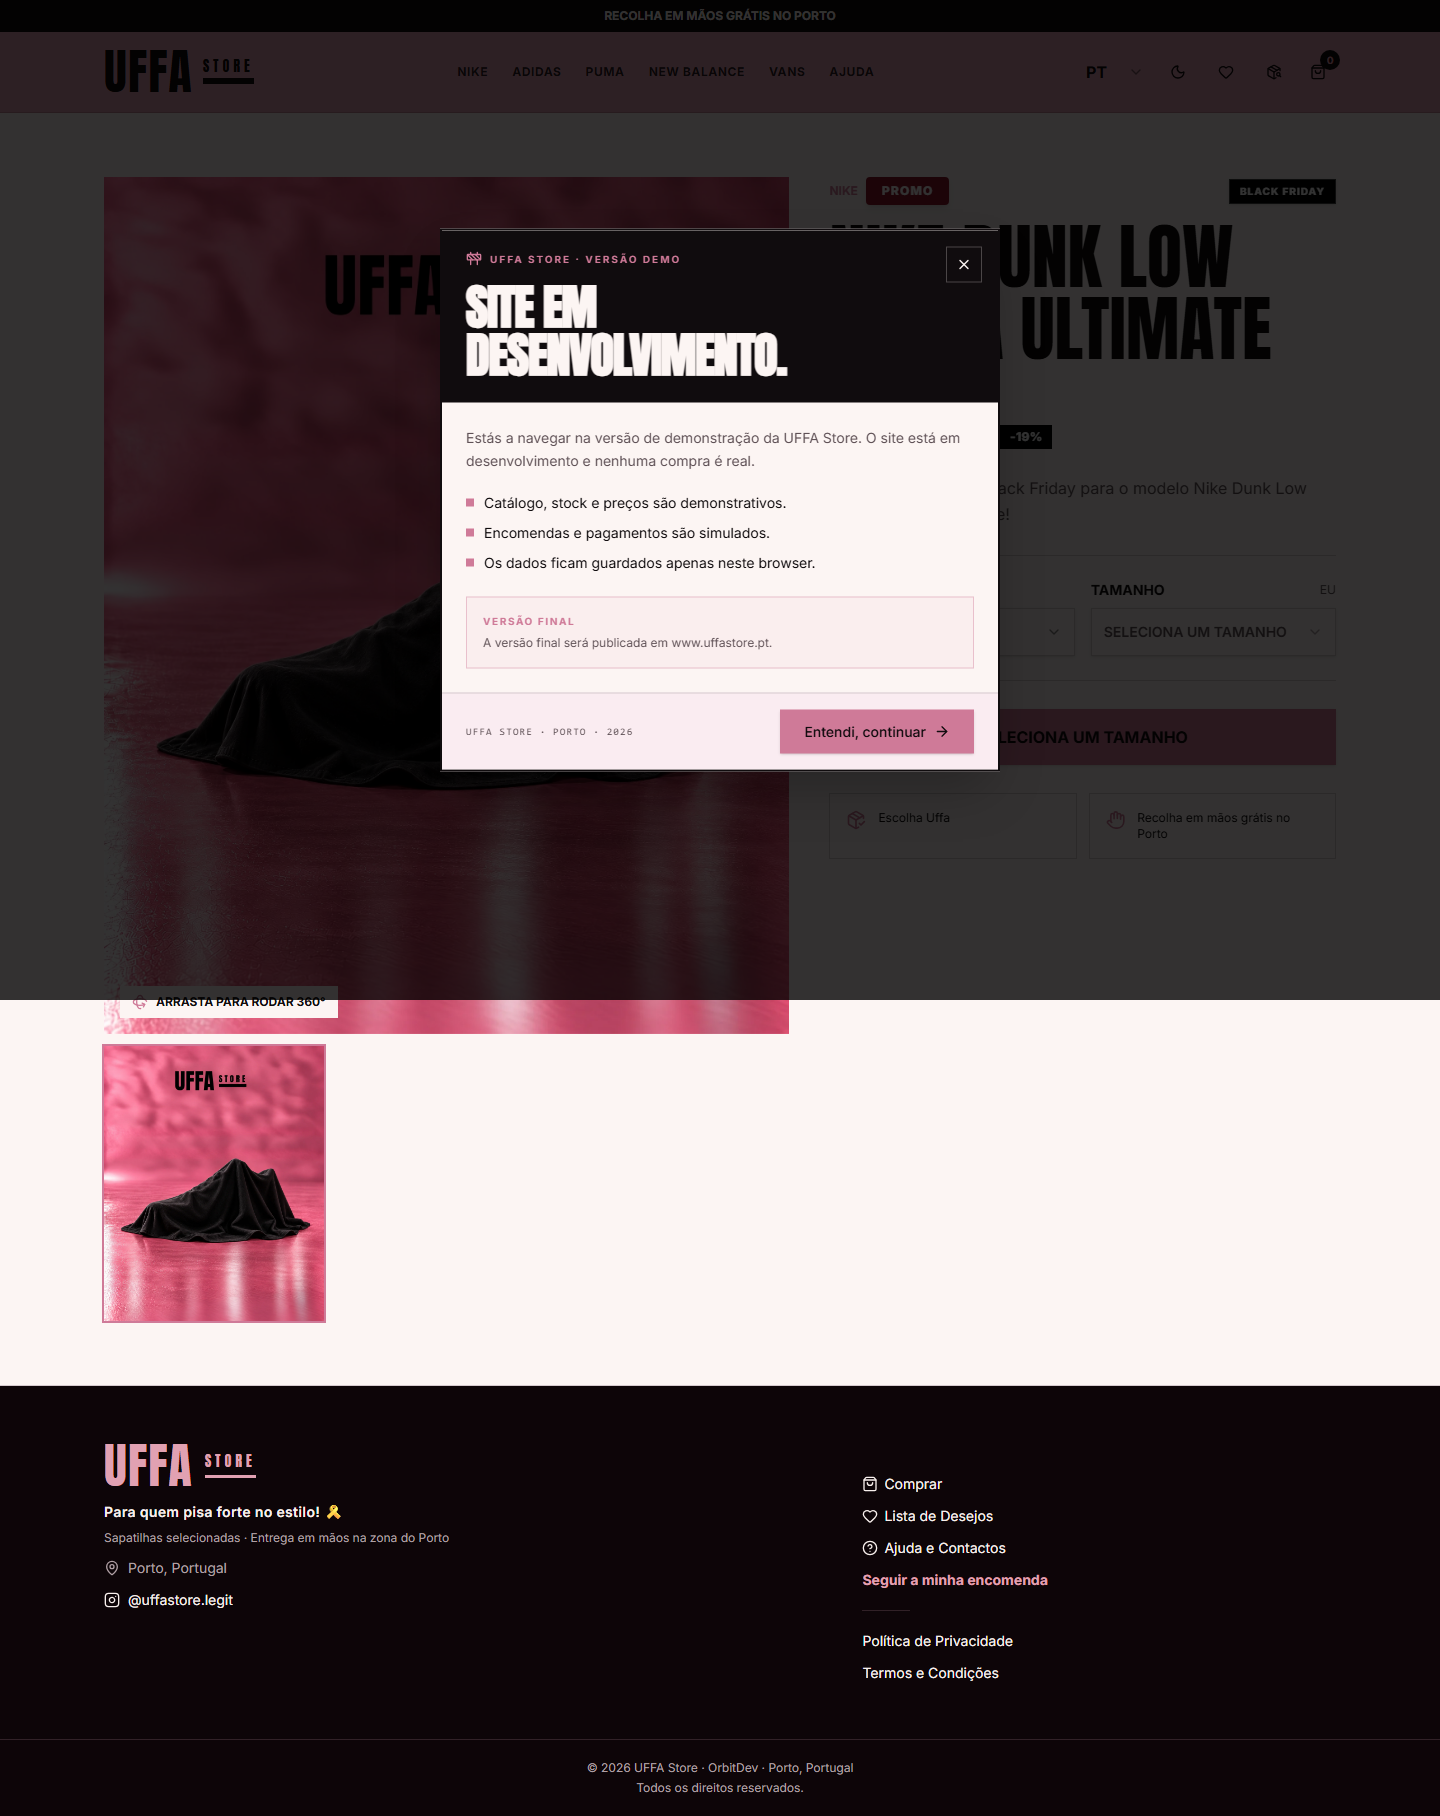 RECOLHA EM MÃOS GRÁTIS NO PORTO
UFFA STORE
NIKE ADIDAS PUMA NEW BALANCE VANS AJUDA
PT
0
UFFA
NIKE PROMO
BLACK FRIDAY
DUNK LOW
ULTIMATE
-19%
Friday para o modelo Nike Dunk Low
TAMANHO EU
SELECIONA UM TAMANHO
UM TAMANHO
Escolha Uffa
Recolha em mãos grátis no
Porto
UFFA STORE · VERSÃO DEMO
SITE EM
DESENVOLVIMENTO.
Estás a navegar na versão de demonstração da UFFA Store. O site está em
desenvolvimento e nenhuma compra é real.
Catálogo, stock e preços são demonstrativos.
Encomendas e pagamentos são simulados.
Os dados ficam guardados apenas neste browser.
VERSÃO FINAL
A versão final será publicada em www.uffastore.pt.
UFFA STORE · PORTO · 2026
Entendi, continuar
ARRASTA PARA RODAR 360°
UFFA STORE
UFFA STORE
Para quem pisa forte no estilo!
Sapatilhas selecionadas · Entrega em mãos na zona do Porto
Porto, Portugal
@uffastore.legit
Comprar
Lista de Desejos
Ajuda e Contactos
Seguir a minha encomenda
Política de Privacidade
Termos e Condições
© 2026 UFFA Store · OrbitDev · Porto, Portugal
Todos os direitos reservados.